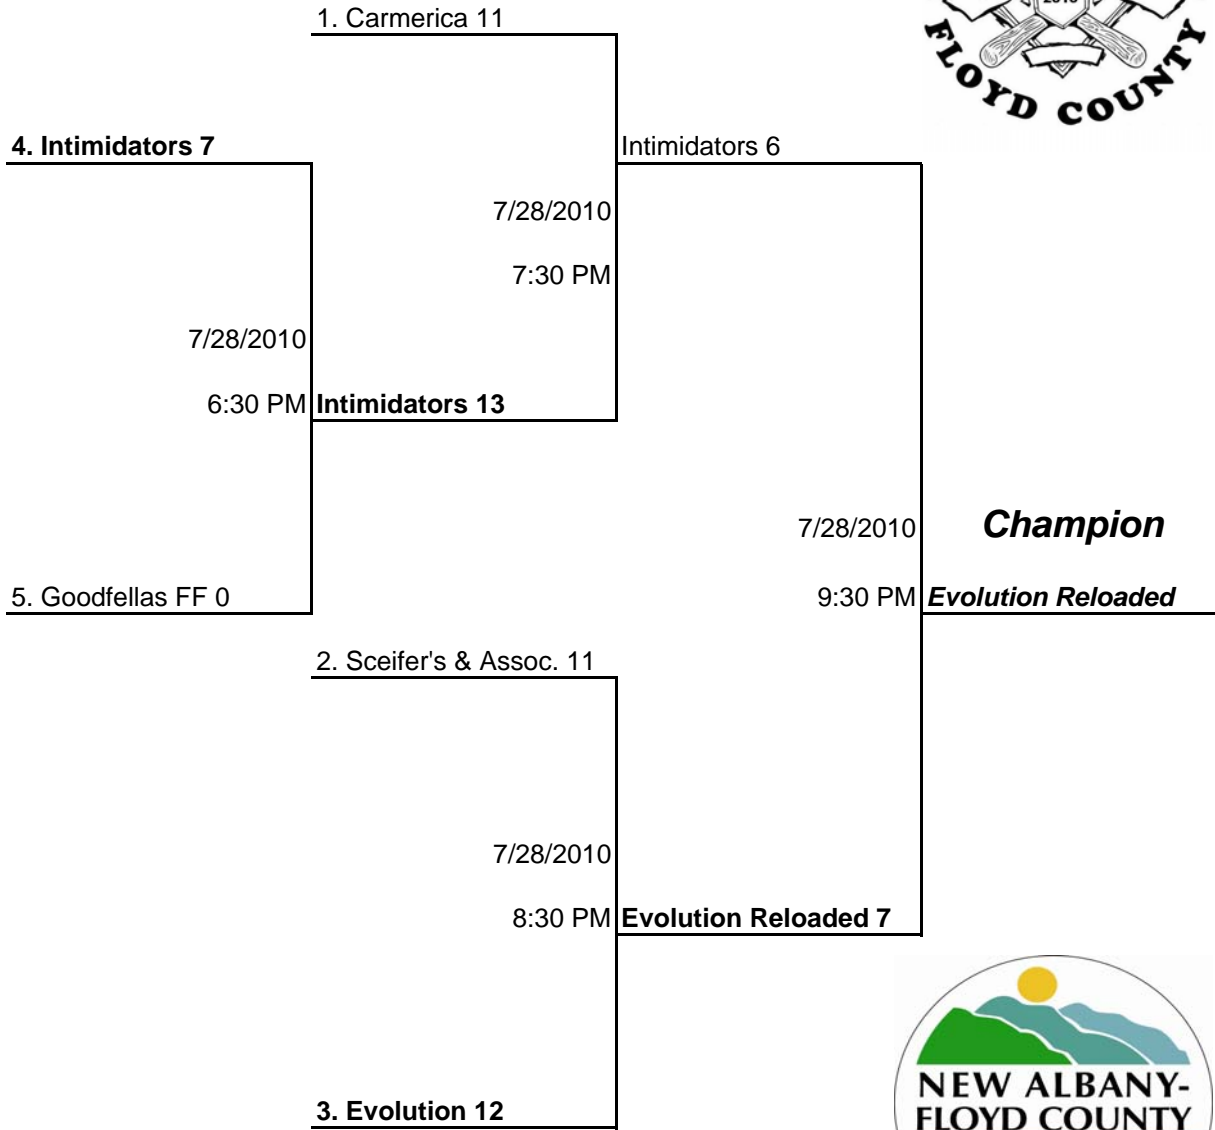 1. Carmerica 11
2010
FLOYD COUNTY
4. Intimidators 7
Intimidators 6
7/28/2010
7:30 PM
7/28/2010
6:30 PM
Intimidators 13
7/28/2010
Champion
5. Goodfellas FF 0
9:30 PM
Evolution Reloaded
2. Sceifer's & Assoc. 11
7/28/2010
8:30 PM
Evolution Reloaded 7
NEW ALBANY-
FLOYD COUNTY
3. Evolution 12